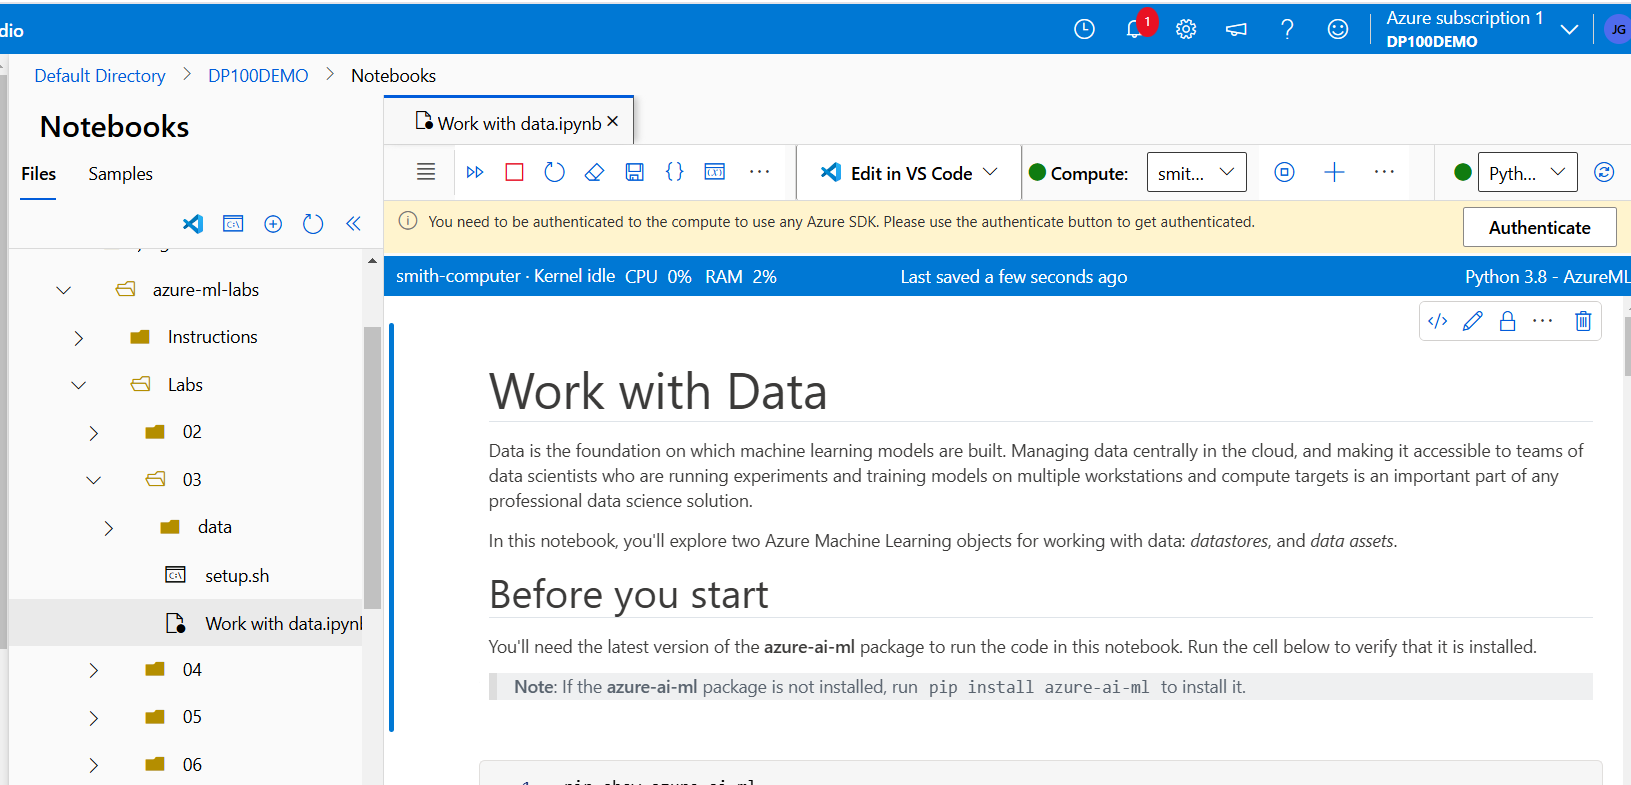 dio
1
Azure subscription 1
DP100DEMO
JG
Default Directory > DP100DEMO > Notebooks
Notebooks
Files Samples
azure-ml-labs
Instructions
Labs
02
03
data
setup.sh
Work with data.ipynb
04
05
06
Work with data.ipynb
Edit in VS Code
Compute: smit...
Pyth...
You need to be authenticated to the compute to use any Azure SDK. Please use the authenticate button to get authenticated.
Authenticate
smith-computer · Kernel idle CPU 0% RAM 2% Last saved a few seconds ago Python 3.8 - AzureML
Work with Data
Data is the foundation on which machine learning models are built. Managing data centrally in the cloud, and making it accessible to teams of
data scientists who are running experiments and training models on multiple workstations and compute targets is an important part of any
professional data science solution.
In this notebook, you'll explore two Azure Machine Learning objects for working with data: datastores, and data assets.
Before you start
You'll need the latest version of the azure-ai-ml package to run the code in this notebook. Run the cell below to verify that it is installed.
Note: If the azure-ai-ml package is not installed, run pip install azure-ai-ml to install it.
1 pip show azure-ai-ml